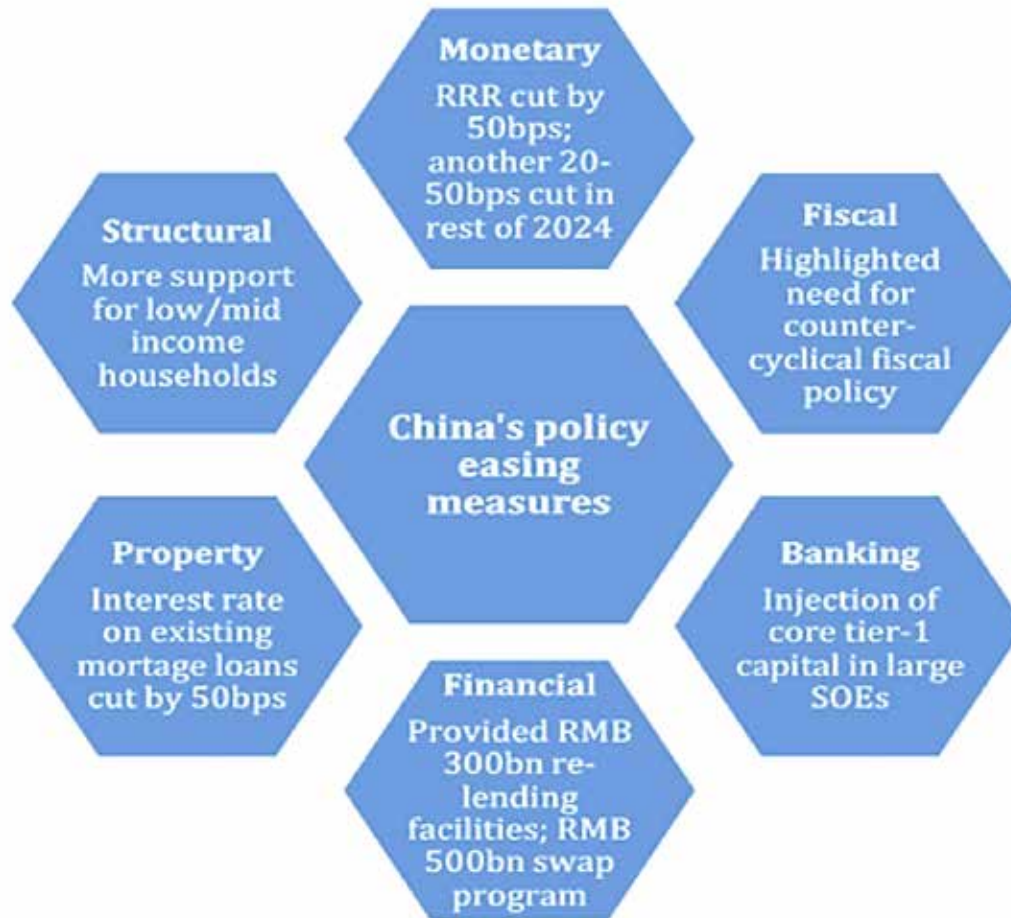 Monetary
RRR cut by
50bps;
another 20-
50bps cut in
rest of 2024
Structural
More support
for low/mid
income
households
Fiscal
Highlighted
need for
counter-
cyclical fiscal
policy
China's policy
easing
measures
Property
Interest rate
on existing
mortage loans
cut by 50bps
Banking
Injection of
core tier-1
capital in large
SOEs
Financial
Provided RMB
300bn re-
lending
facilities; RMB
500bn swap
program